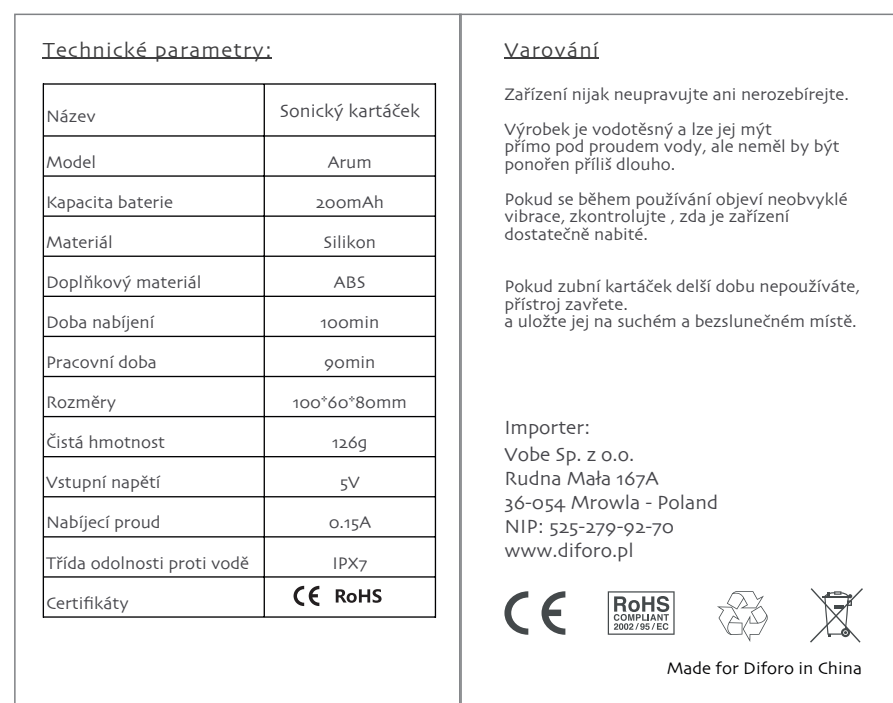 Technické parametry:
Název Sonický kartáček
Model Arum
Kapacita baterie 200mAh
Materiál Silikon
Doplňkový materiál ABS
Doba nabíjení 100min
Pracovní doba 90min
Rozměry 100*60*80mm
Čistá hmotnost 126g
Vstupní napětí 5V
Nabíjecí proud 0.15A
Třída odolnosti proti vodě IPX7
Certifikáty CE RoHS
Varování
Zařízení nijak neupravujte ani nerozebírejte.
Výrobek je vodotěsný a lze jej mýt
přímo pod proudem vody, ale neměl by být
ponořen příliš dlouho.
Pokud se během používání objeví neobvyklé
vibrace, zkontrolujte , zda je zařízení
dostatečně nabité.
Pokud zubní kartáček delší dobu nepoužíváte,
přístroj zavřete.
a uložte jej na suchém a bezslunečném místě.
Importer:
Vobe Sp. z o.o.
Rudna Mała 167A
36-054 Mrowla - Poland
NIP: 525-279-92-70
www.diforo.pl
CE
RoHS
COMPLIANT
2002/95/EC
Made for Diforo in China